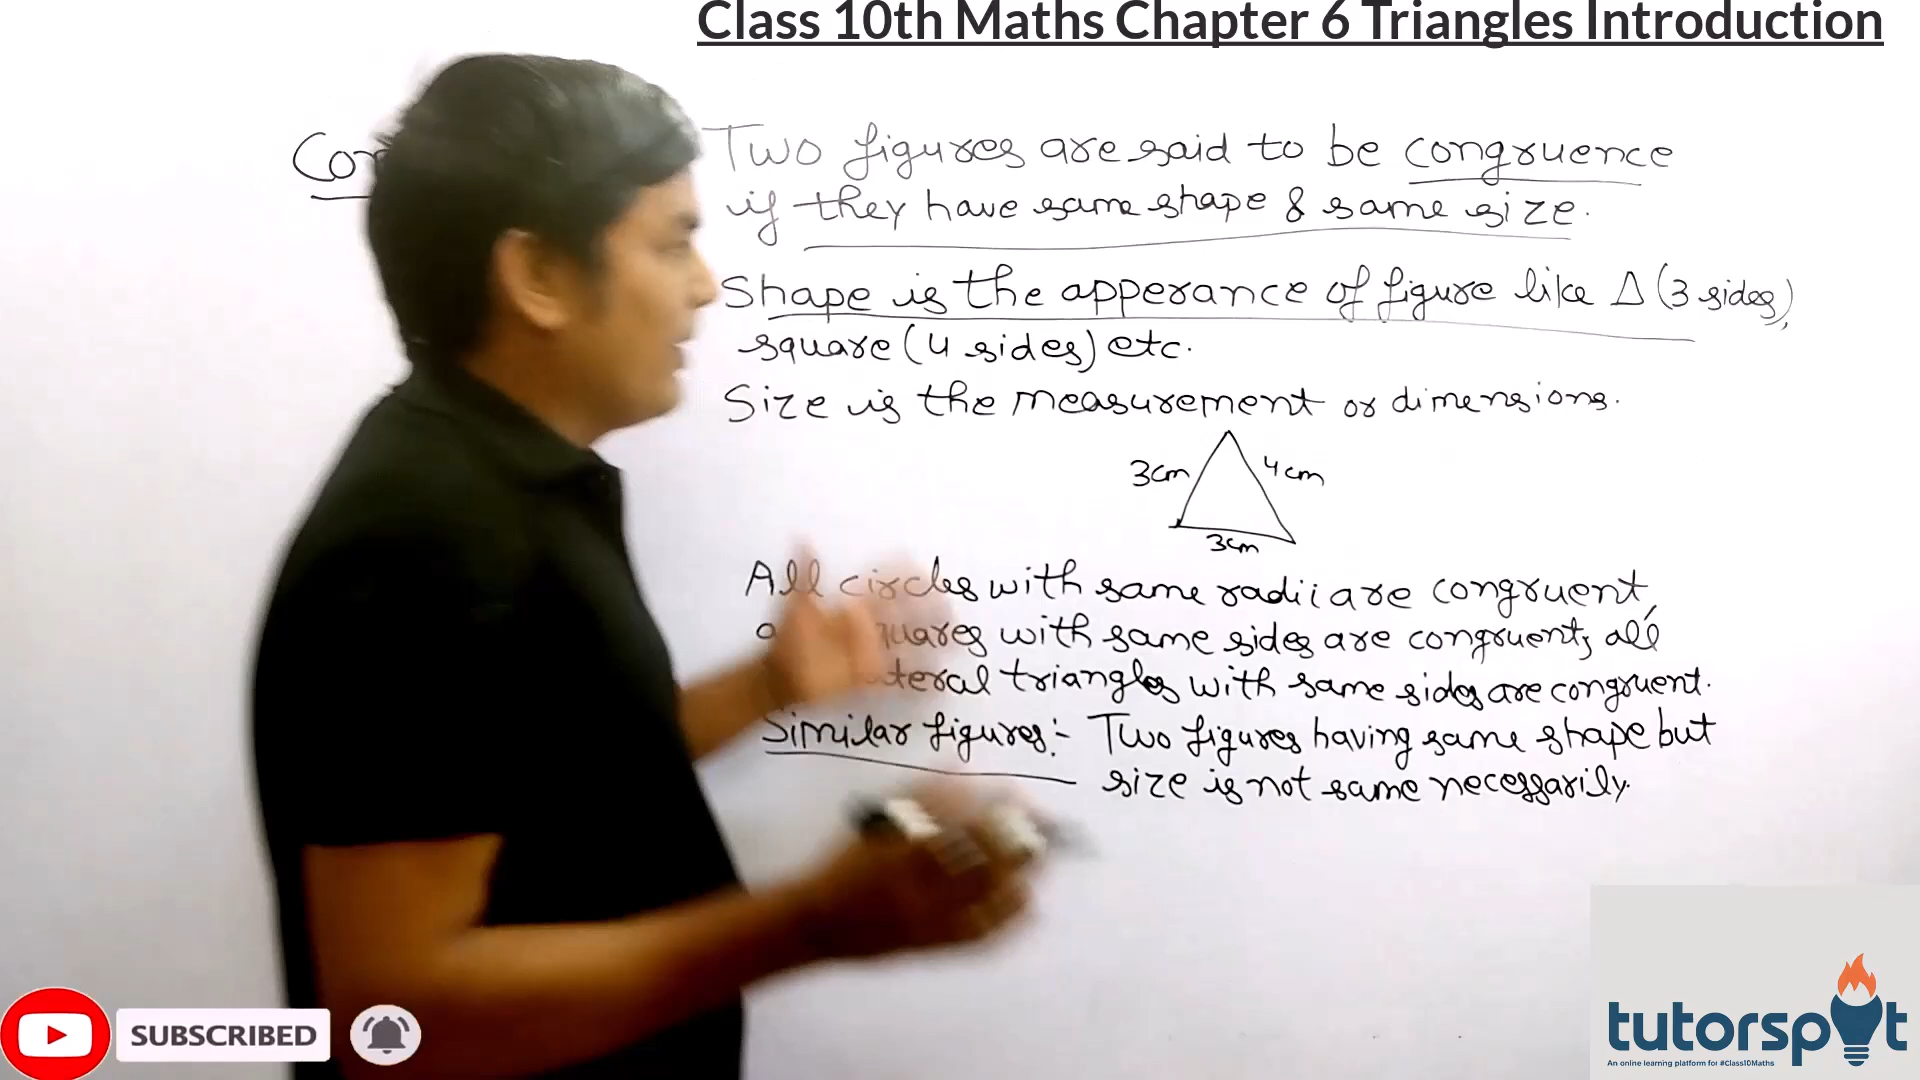 Class 10th Maths Chapter 6 Triangles Introduction
Two figures are said to be congruence
if they have same shape & same size.
Shape is the apperance of figure like Δ (3 sides),
square (4 sides) etc.
Size is the measurement or dimensions.
3cm 4cm
3cm
All circles with same radii are congruent,
with same sides are congruent, all
triangles with same sides are congruent.
Similar figures:- Two figures having same shape but
size is not same necessarily.
SUBSCRIBED
tutorspot
An online learning platform for #Class10Maths